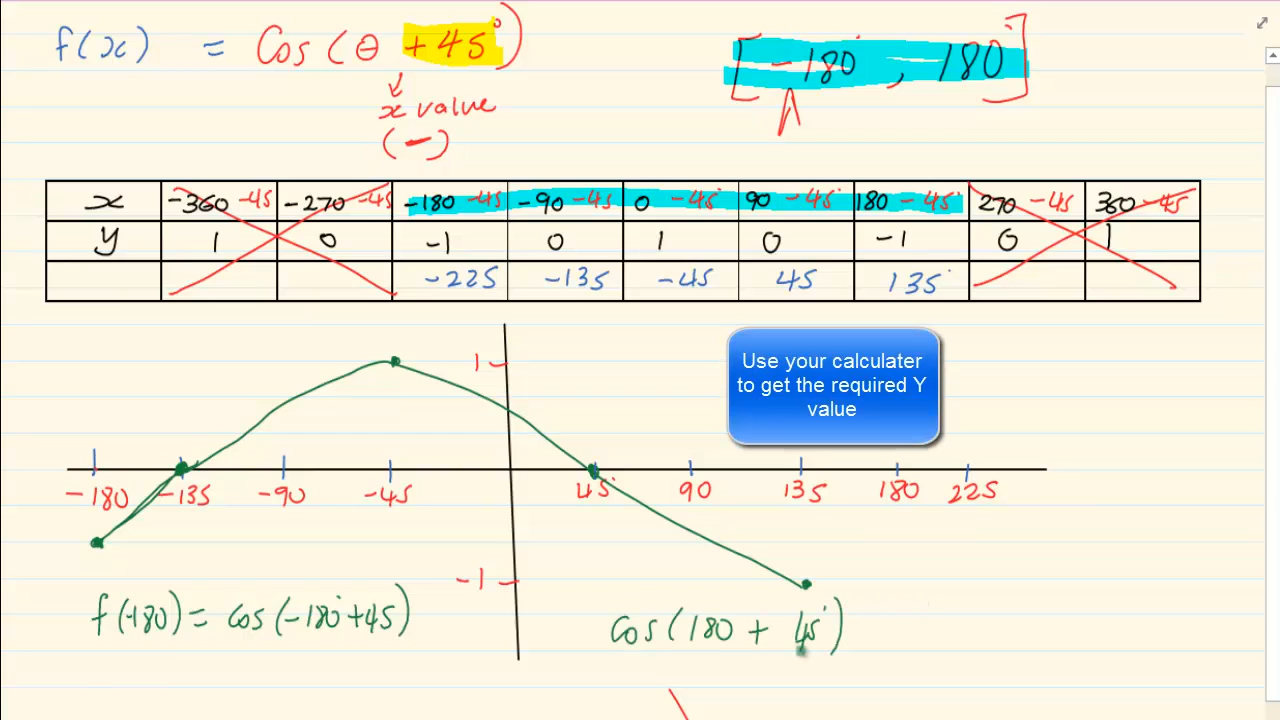 f(x) = Cos(θ +45°)
[-180°, 180°]
x value
(-)
x -360 -45 -270 -45 -180 -45 -90 -45 0 -45° 90 -45° 180 -45° 270 -45 360 -45
Y 1 0 -1 0 1 0 -1 0 1
-225 -135 -45 45 135°
Use your calculater
to get the required Y
value
1
-180 -135 -90 -45 45° 90 135 180 225
-1
f(-180) = cos(-180°+45)
cos(180 + 45°)